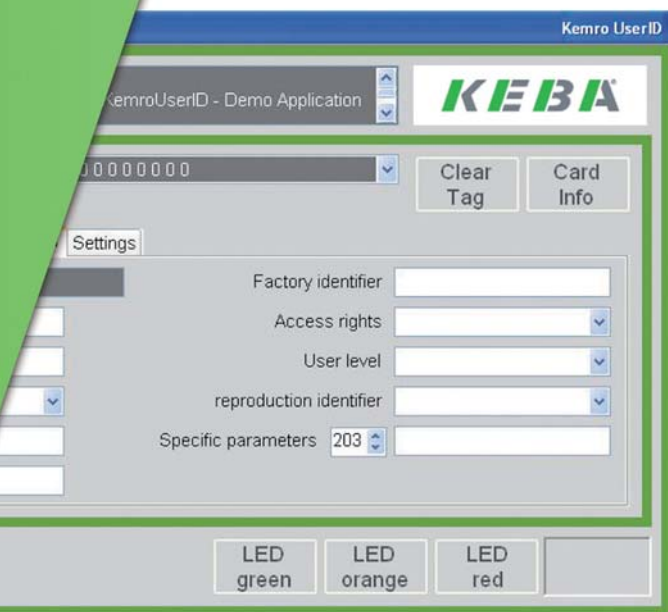 Kemro UserID
KemroUserID - Demo Application
KEBA
0000000000
Clear
Tag
Card
Info
Settings
Factory identifier
Access rights
User level
reproduction identifier
Specific parameters 203
LED
green
LED
orange
LED
red